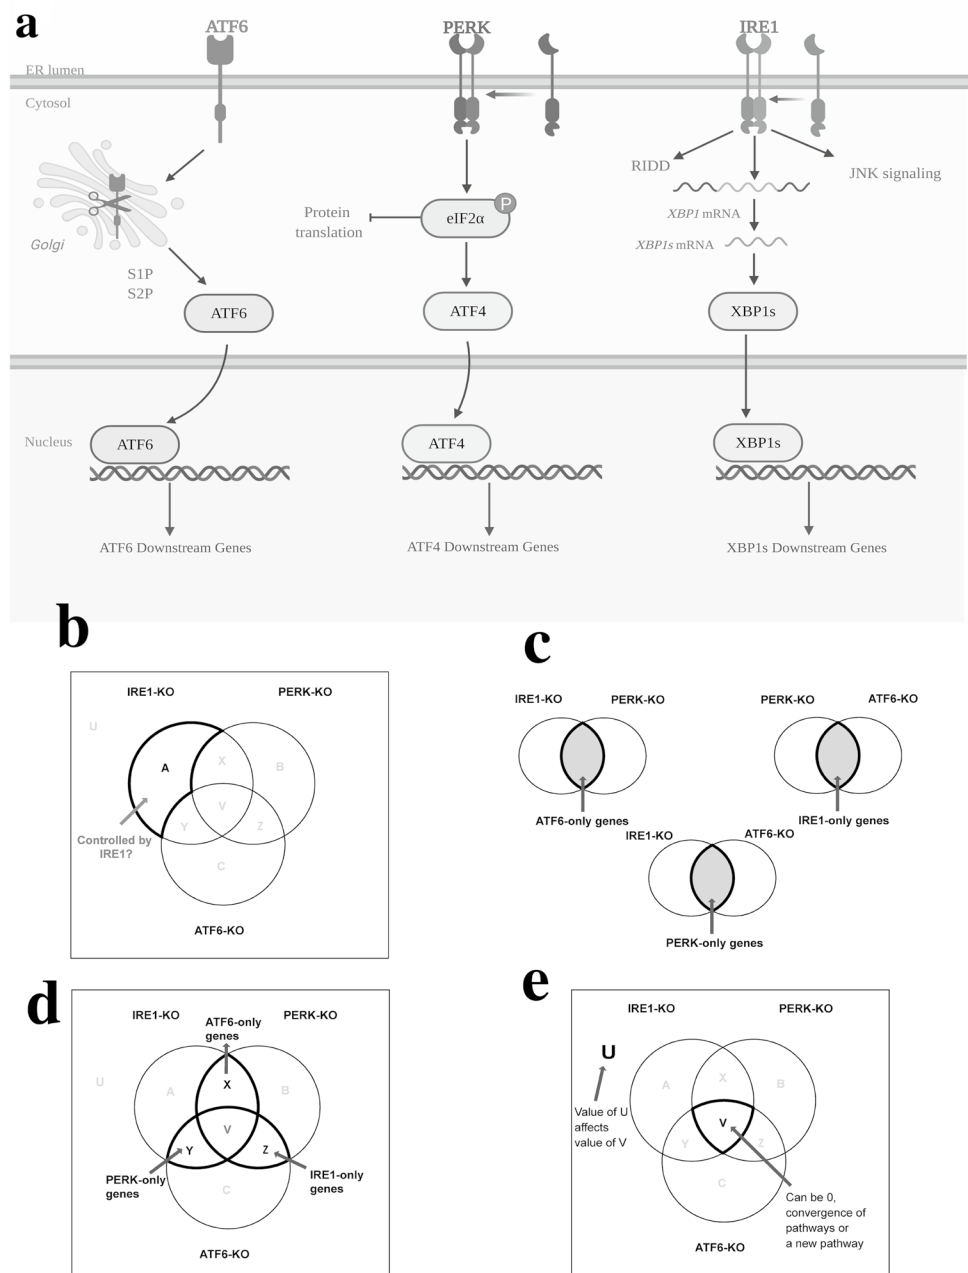 a
ATF6
PERK
IRE1
ER lumen
Cytosol
RIDD
JNK signaling
Protein
translation
eIF2α
P
XBP1 mRNA
Golgi
XBP1s mRNA
S1P
S2P
ATF6
ATF4
XBP1s
Nucleus
ATF6
ATF4
XBP1s
ATF6 Downstream Genes
ATF4 Downstream Genes
XBP1s Downstream Genes
b
IRE1-KO
PERK-KO
U
A
X
B
V
Y
Z
Controlled by
IRE1?
C
ATF6-KO
c
IRE1-KO
PERK-KO
ATF6-only genes
PERK-KO
ATF6-KO
IRE1-only genes
IRE1-KO
ATF6-KO
PERK-only genes
d
IRE1-KO
ATF6-only
genes
PERK-KO
U
A
X
B
V
Y
Z
PERK-only
genes
IRE1-only
genes
C
ATF6-KO
e
IRE1-KO
PERK-KO
U
A
X
B
Value of U
affects
value of V
V
Y
Z
C
Can be 0,
convergence of
pathways or
a new pathway
ATF6-KO